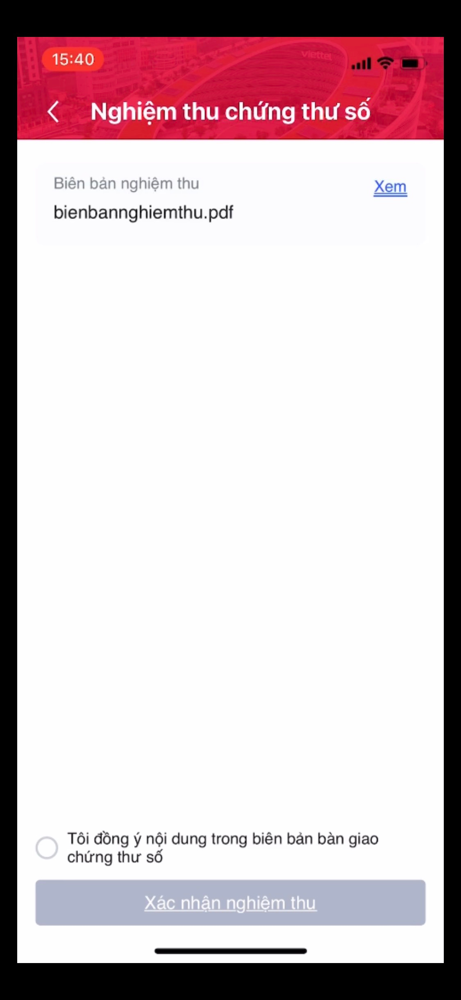 15:40
viettel
Nghiệm thu chứng thư số
Biên bản nghiệm thu
Xem
bienbannghiemthu.pdf
Tôi đồng ý nội dung trong biên bản bàn giao
chứng thư số
Xác nhận nghiệm thu